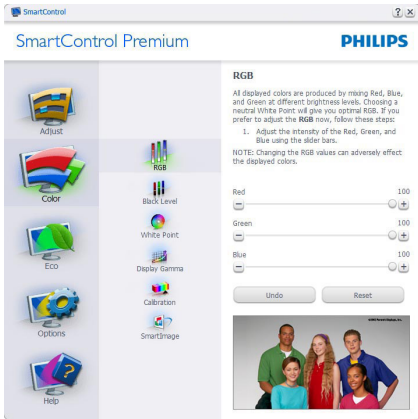 SmartControl
SmartControl Premium
PHILIPS
Adjust
Color
Eco
Options
Help
RGB
Black Level
White Point
Display Gamma
Calibration
SmartImage
RGB
All displayed colors are produced by mixing Red, Blue,
and Green at different brightness levels. Choosing a
neutral White Point will give you optimal RGB. If you
prefer to adjust the RGB now, follow these steps:
1. Adjust the intensity of the Red, Green, and
Blue using the slider bars.
NOTE: Changing the RGB values can adversely effect
the displayed colors.
Red 100
Green 100
Blue 100
Undo Reset